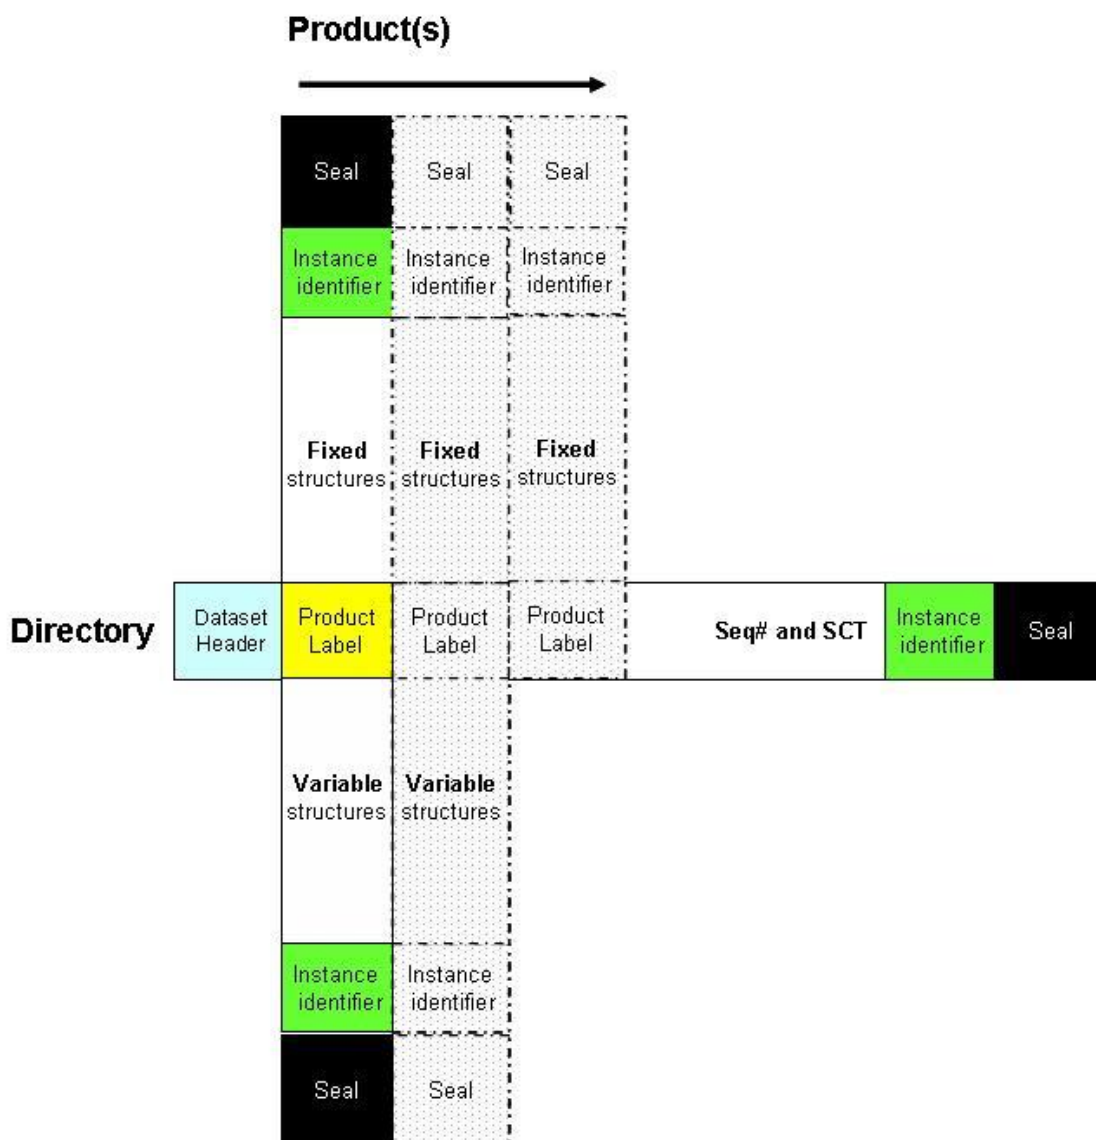 Product(s)
Seal Seal Seal
Instance Instance Instance
identifier identifier identifier
Fixed Fixed Fixed
structures structures structures
Directory
Dataset
Header
Product
Label
Product
Label
Product
Label
Seq# and SCT
Instance
identifier
Seal
Variable Variable
structures structures
Instance Instance
identifier identifier
Seal Seal